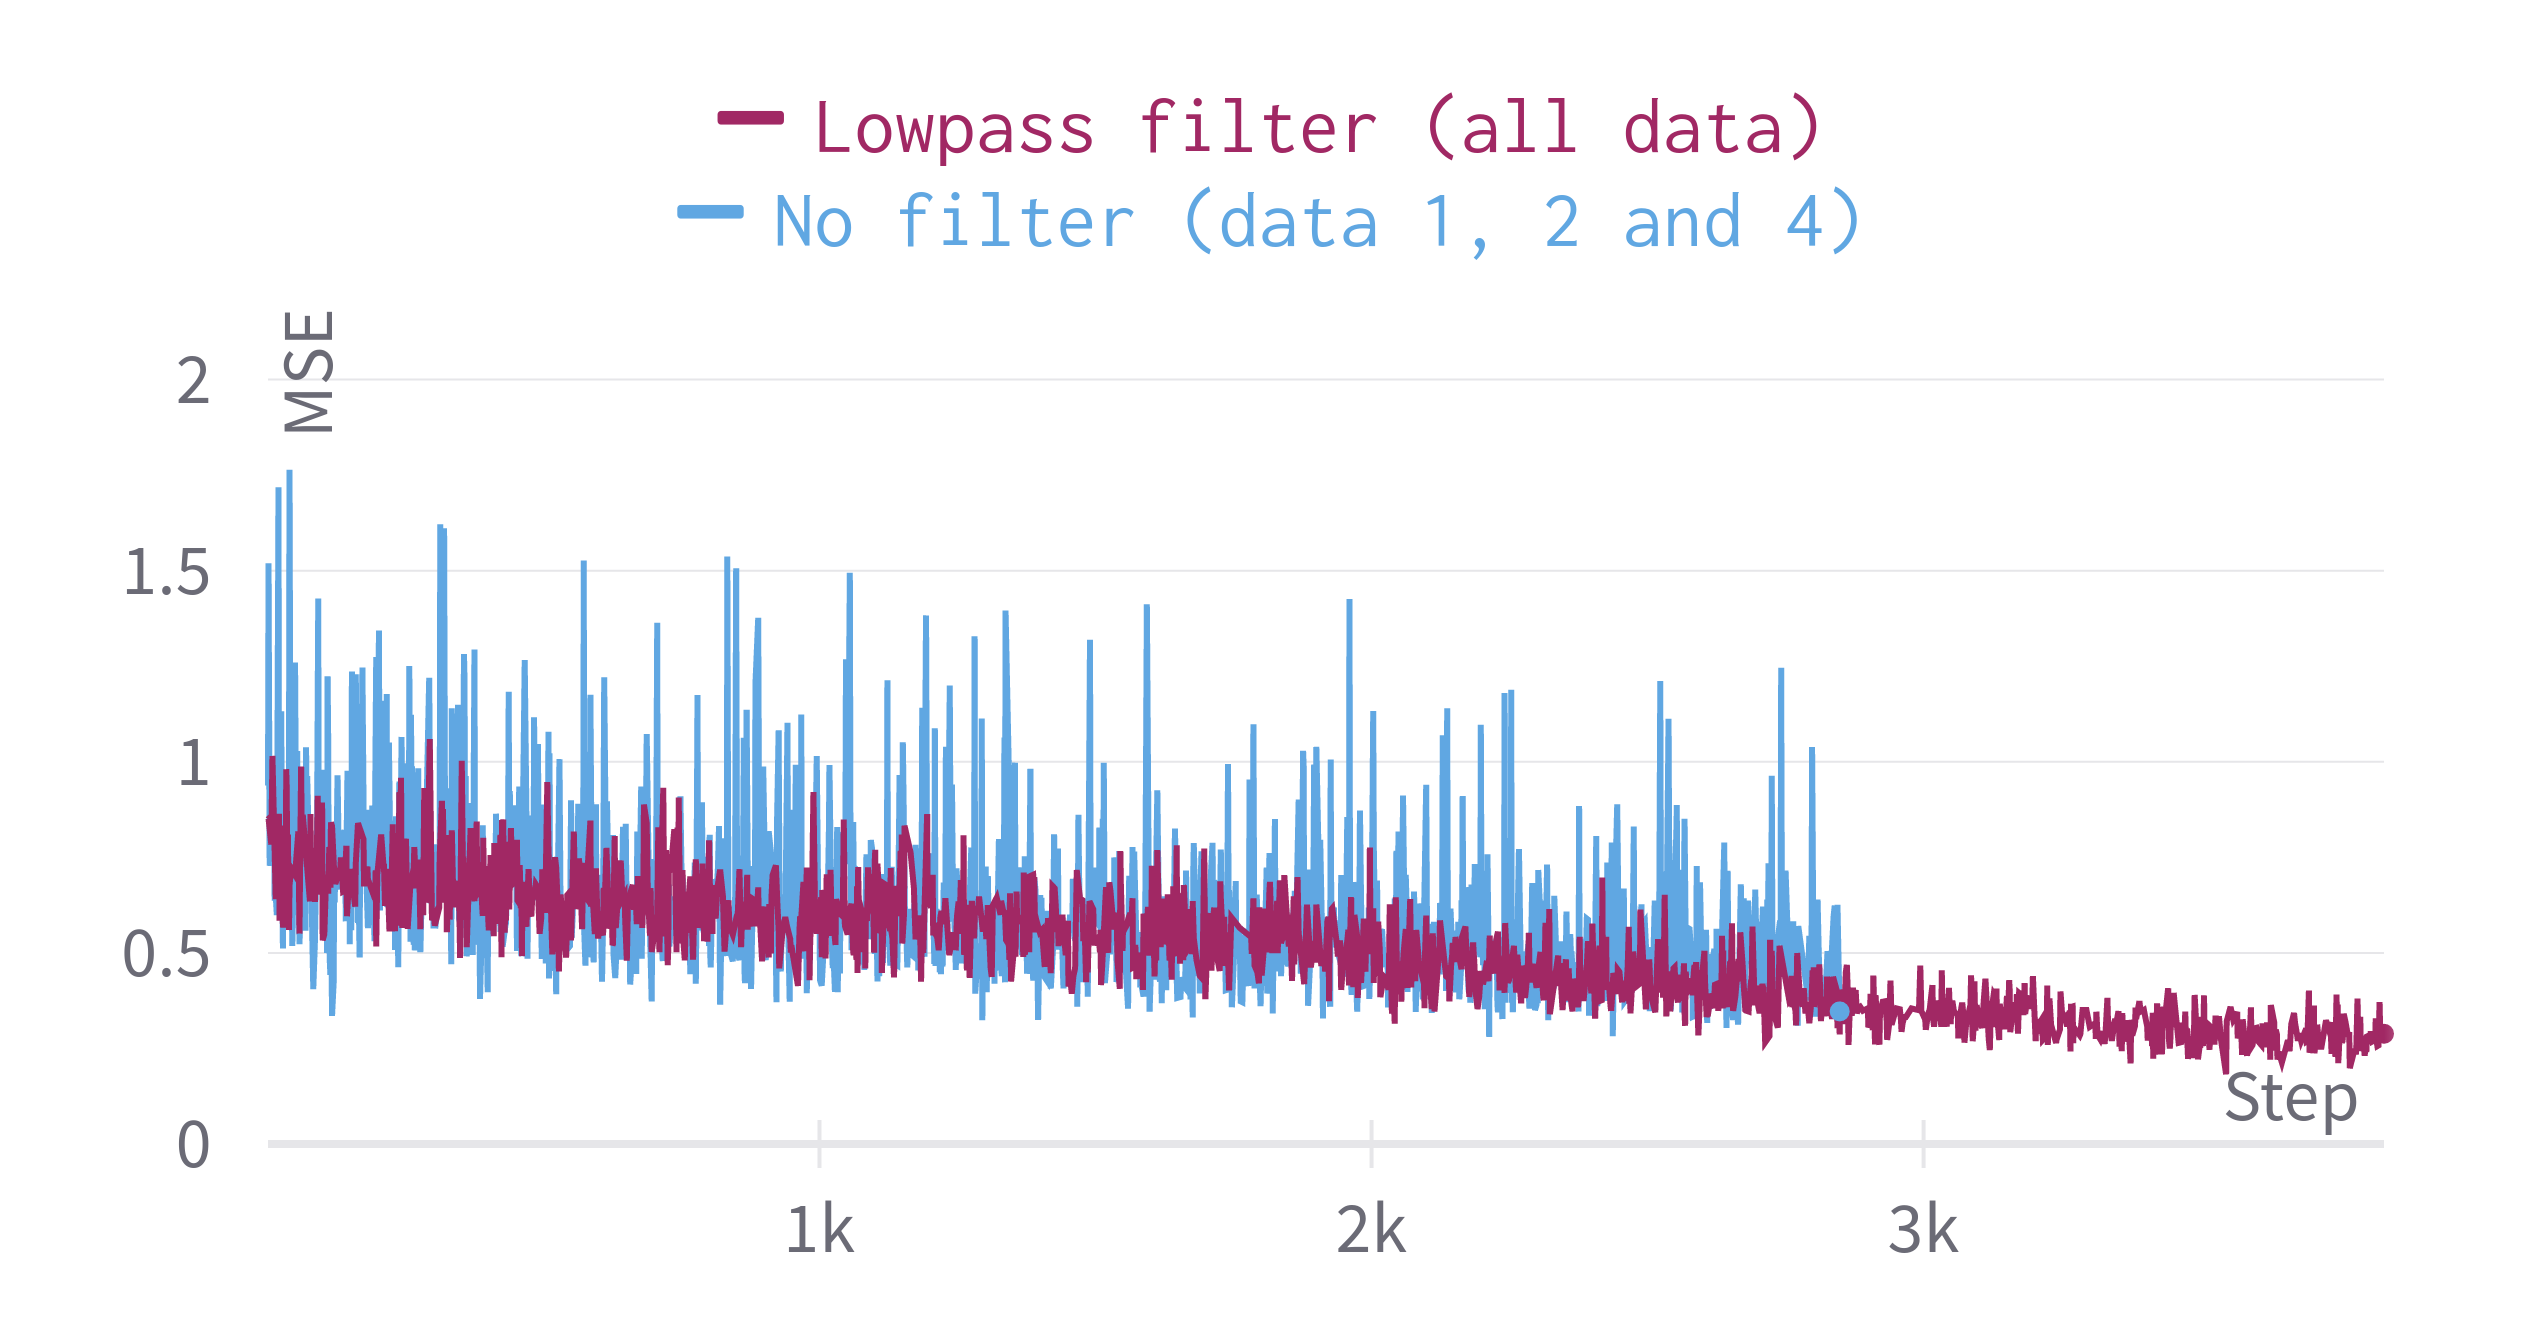 Lowpass filter (all data)
No filter (data 1, 2 and 4)
MSE
2
1.5
1
0.5
0
Step
1k 2k 3k